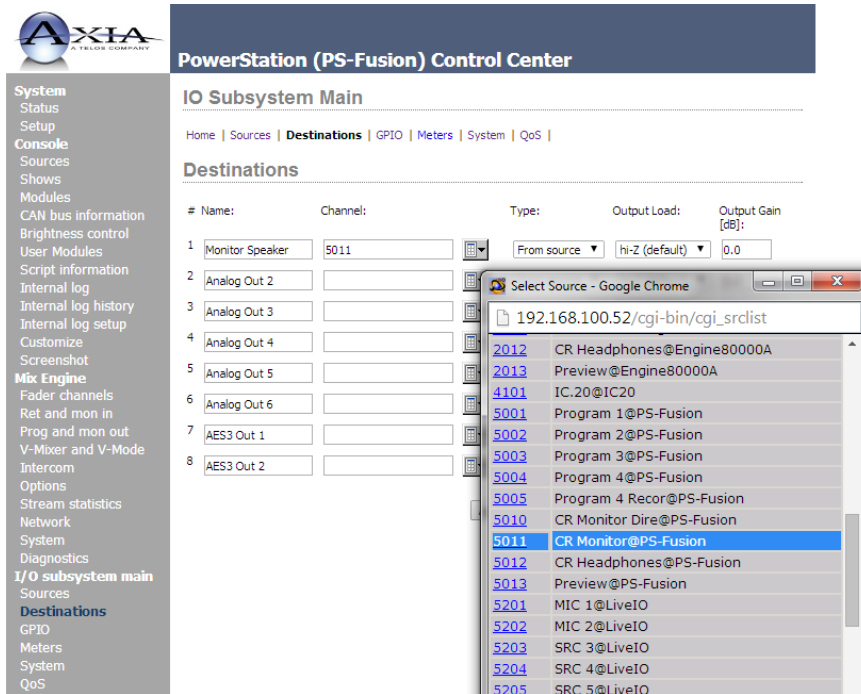 AXIA
A TELOS COMPANY
PowerStation (PS-Fusion) Control Center
System
Status
Setup
Console
Sources
Shows
Modules
CAN bus information
Brightness control
User Modules
Script information
Internal log
Internal log history
Internal log setup
Customize
Screenshot
Mix Engine
Fader channels
Ret and mon in
Prog and mon out
V-Mixer and V-Mode
Intercom
Options
Stream statistics
Network
System
Diagnostics
I/O subsystem main
Sources
Destinations
GPIO
Meters
System
QoS
IO Subsystem Main
Home | Sources | Destinations | GPIO | Meters | System | QoS |
Destinations
# Name: Channel: Type: Output Load: Output Gain [dB]:
1 Monitor Speaker 5011 From source hi-Z (default) 0.0
2 Analog Out 2
3 Analog Out 3
4 Analog Out 4
5 Analog Out 5
6 Analog Out 6
7 AES3 Out 1
8 AES3 Out 2
Select Source - Google Chrome
192.168.100.52/cgi-bin/cgi_srclist
2012 CR Headphones@Engine80000A
2013 Preview@Engine80000A
4101 IC.20@IC20
5001 Program 1@PS-Fusion
5002 Program 2@PS-Fusion
5003 Program 3@PS-Fusion
5004 Program 4@PS-Fusion
5005 Program 4 Recor@PS-Fusion
5010 CR Monitor Dire@PS-Fusion
5011 CR Monitor@PS-Fusion
5012 CR Headphones@PS-Fusion
5013 Preview@PS-Fusion
5201 MIC 1@LiveIO
5202 MIC 2@LiveIO
5203 SRC 3@LiveIO
5204 SRC 4@LiveIO
5205 SRC 5@LiveIO